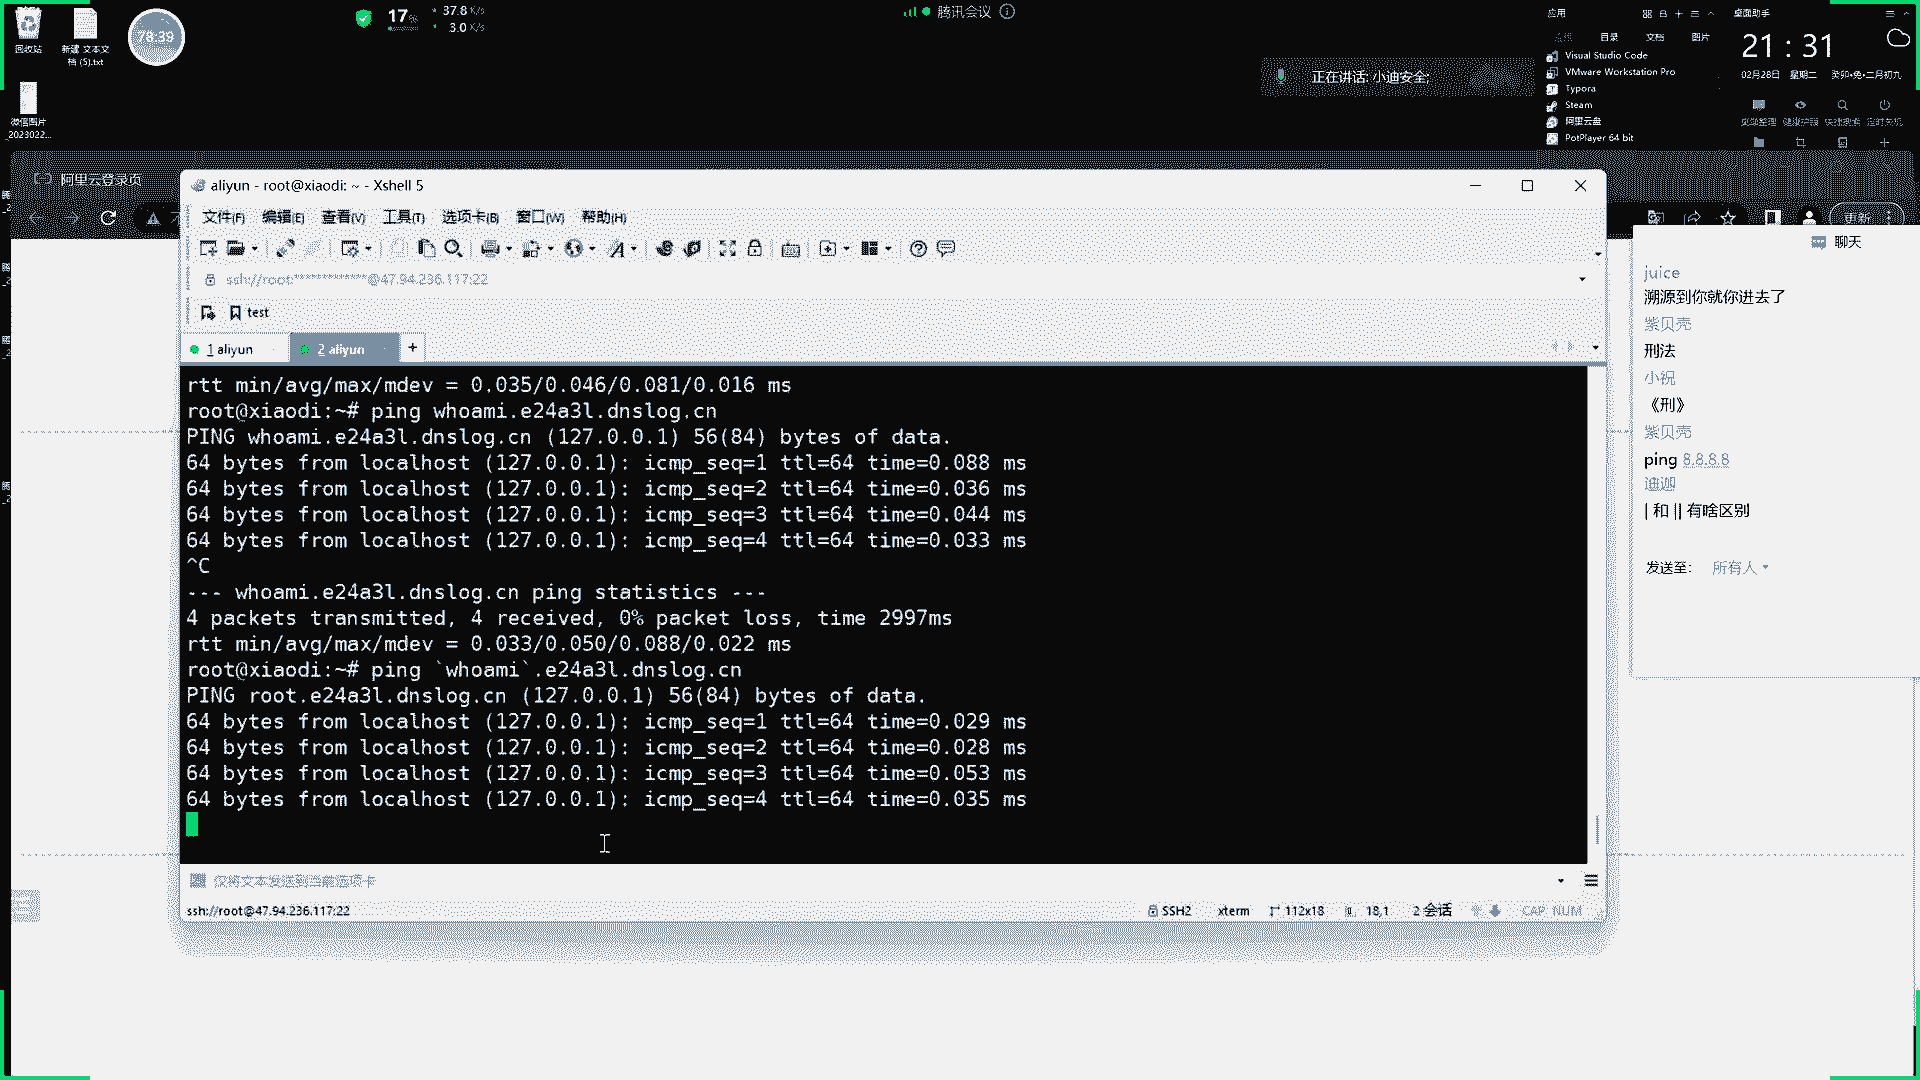 回收站
新建 文本文
档 (5).txt
78:39
17%
37.8 K/s
3.0 K/s
腾讯会议
正在讲话: 小迪安全;
应用
目录
文档
图片
Visual Studio Code
VMware Workstation Pro
Typora
Steam
阿里云盘
PotPlayer 64 bit
桌面助手
21 : 31
02月28日 星期二 癸卯•兔•二月初九
微信图片
_2023022...
阿里云登录页
更新
aliyun - root@xiaodi: ~ - Xshell 5
文件(F) 编辑(E) 查看(V) 工具(T) 选项卡(B) 窗口(W) 帮助(H)
ssh://root:*************@47.94.236.117:22
test
1 aliyun
2 aliyun
+
rtt min/avg/max/mdev = 0.035/0.046/0.081/0.016 ms
root@xiaodi:~# ping whoami.e24a3l.dnslog.cn
PING whoami.e24a3l.dnslog.cn (127.0.0.1) 56(84) bytes of data.
64 bytes from localhost (127.0.0.1): icmp_seq=1 ttl=64 time=0.088 ms
64 bytes from localhost (127.0.0.1): icmp_seq=2 ttl=64 time=0.036 ms
64 bytes from localhost (127.0.0.1): icmp_seq=3 ttl=64 time=0.044 ms
64 bytes from localhost (127.0.0.1): icmp_seq=4 ttl=64 time=0.033 ms
^C
--- whoami.e24a3l.dnslog.cn ping statistics ---
4 packets transmitted, 4 received, 0% packet loss, time 2997ms
rtt min/avg/max/mdev = 0.033/0.050/0.088/0.022 ms
root@xiaodi:~# ping `whoami`.e24a3l.dnslog.cn
PING root.e24a3l.dnslog.cn (127.0.0.1) 56(84) bytes of data.
64 bytes from localhost (127.0.0.1): icmp_seq=1 ttl=64 time=0.029 ms
64 bytes from localhost (127.0.0.1): icmp_seq=2 ttl=64 time=0.028 ms
64 bytes from localhost (127.0.0.1): icmp_seq=3 ttl=64 time=0.053 ms
64 bytes from localhost (127.0.0.1): icmp_seq=4 ttl=64 time=0.035 ms
仅将文本发送到当前选项卡
ssh://root@47.94.236.117:22
SSH2
xterm
112x18
18,1
2 会话
CAP NUM
聊天
juice
溯源到你就你进去了
紫贝壳
刑法
小祝
《刑》
紫贝壳
ping 8.8.8.8
迪迦
| 和 || 有啥区别
发送至: 所有人